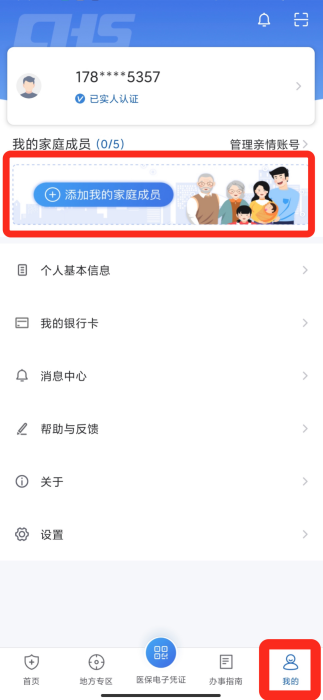 CHS
178****5357
已实人认证
我的家庭成员 (0/5)
管理亲情账号
添加我的家庭成员
个人基本信息
我的银行卡
消息中心
帮助与反馈
关于
设置
首页
地方专区
医保电子凭证
办事指南
我的